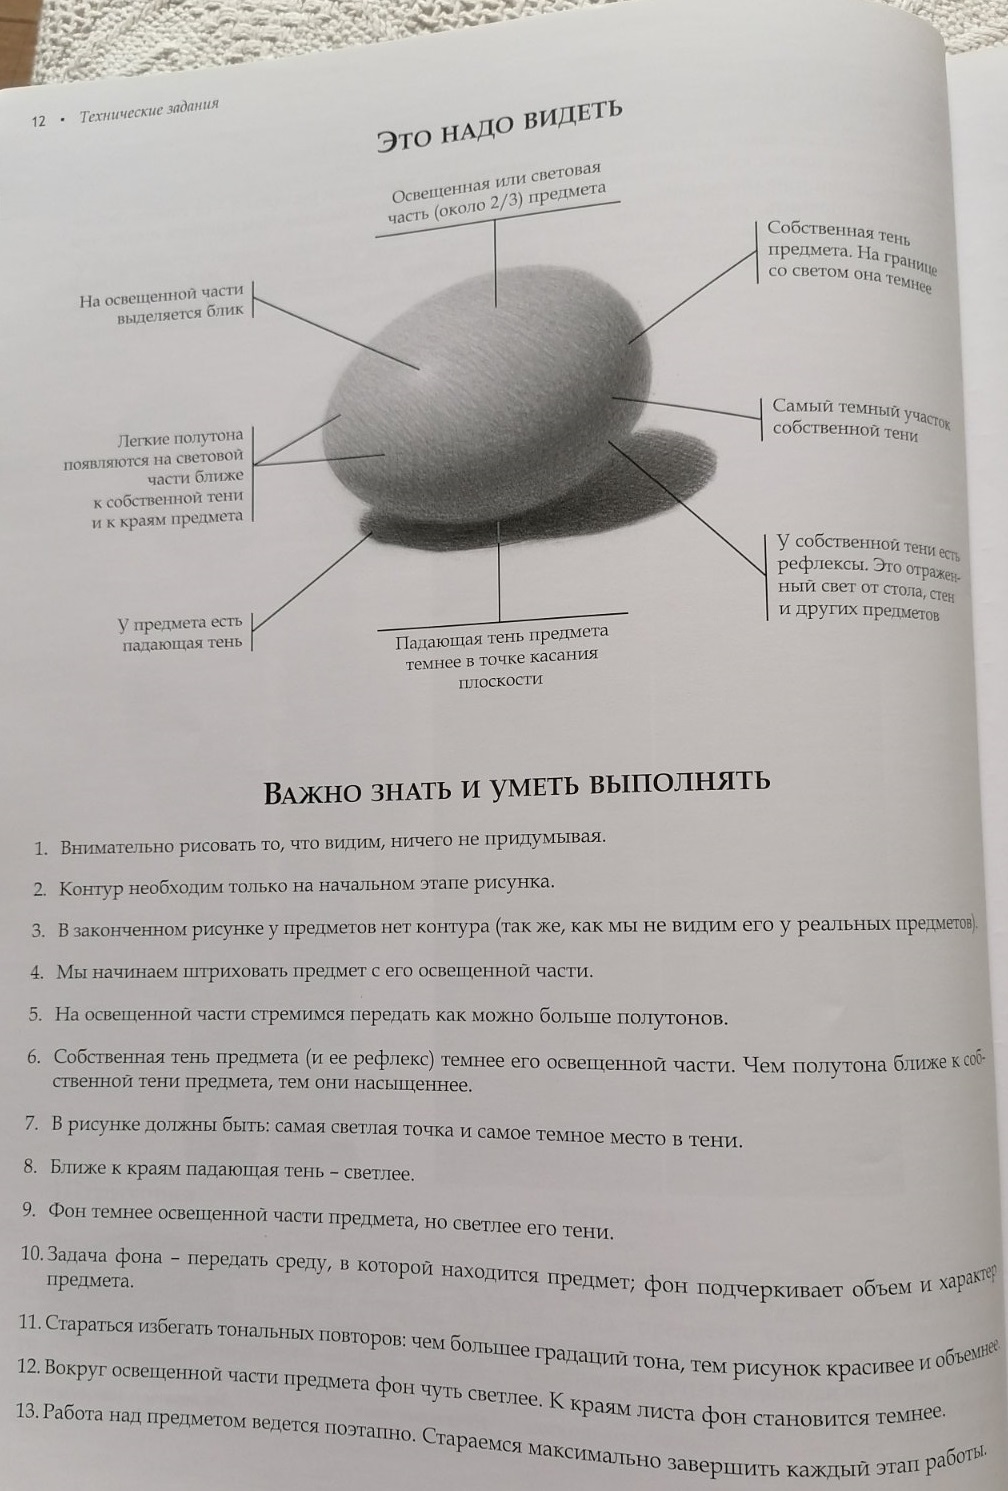 12 • Технические задания
Это надо видеть
Освещенная или световая
часть (около 2/3) предмета
Собственная тень
предмета. На границе
со светом она темнее
На освещенной части
выделяется блик
Самый темный участок
собственной тени
Легкие полутона
появляются на световой
части ближе
к собственной тени
и к краям предмета
У собственной тени есть
рефлексы. Это отражен-
ный свет от стола, стен
и других предметов
У предмета есть
падающая тень
Падающая тень предмета
темнее в точке касания
плоскости
Важно знать и уметь выполнять
1. Внимательно рисовать то, что видим, ничего не придумывая.
2. Контур необходим только на начальном этапе рисунка.
3. В законченном рисунке у предметов нет контура (так же, как мы не видим его у реальных предметов).
4. Мы начинаем штриховать предмет с его освещенной части.
5. На освещенной части стремимся передать как можно больше полутонов.
6. Собственная тень предмета (и ее рефлекс) темнее его освещенной части. Чем полутона ближе к соб-
ственной тени предмета, тем они насыщеннее.
7. В рисунке должны быть: самая светлая точка и самое темное место в тени.
8. Ближе к краям падающая тень – светлее.
9. Фон темнее освещенной части предмета, но светлее его тени.
10. Задача фона – передать среду, в которой находится предмет; фон подчеркивает объем и характер
предмета.
11. Стараться избегать тональных повторов: чем большее градаций тона, тем рисунок красивее и объемнее.
12. Вокруг освещенной части предмета фон чуть светлее. К краям листа фон становится темнее.
13. Работа над предметом ведется поэтапно. Стараемся максимально завершить каждый этап работы.